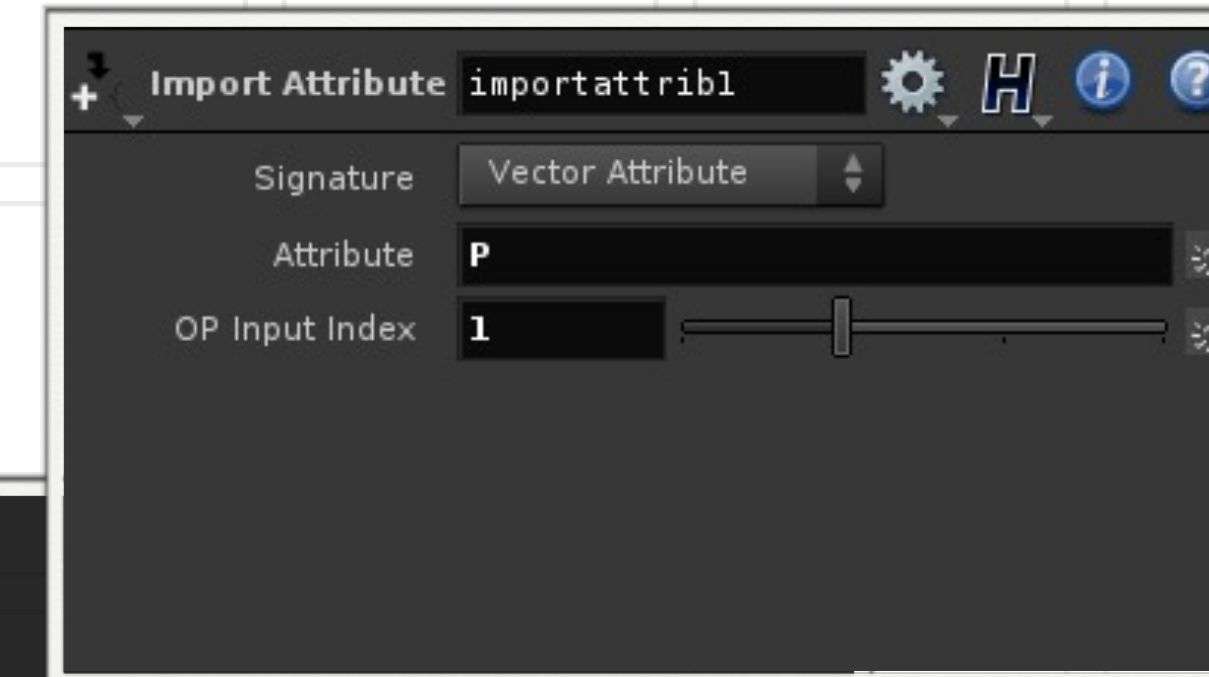 Import Attribute importattrib1
Signature Vector Attribute
Attribute P
OP Input Index 1